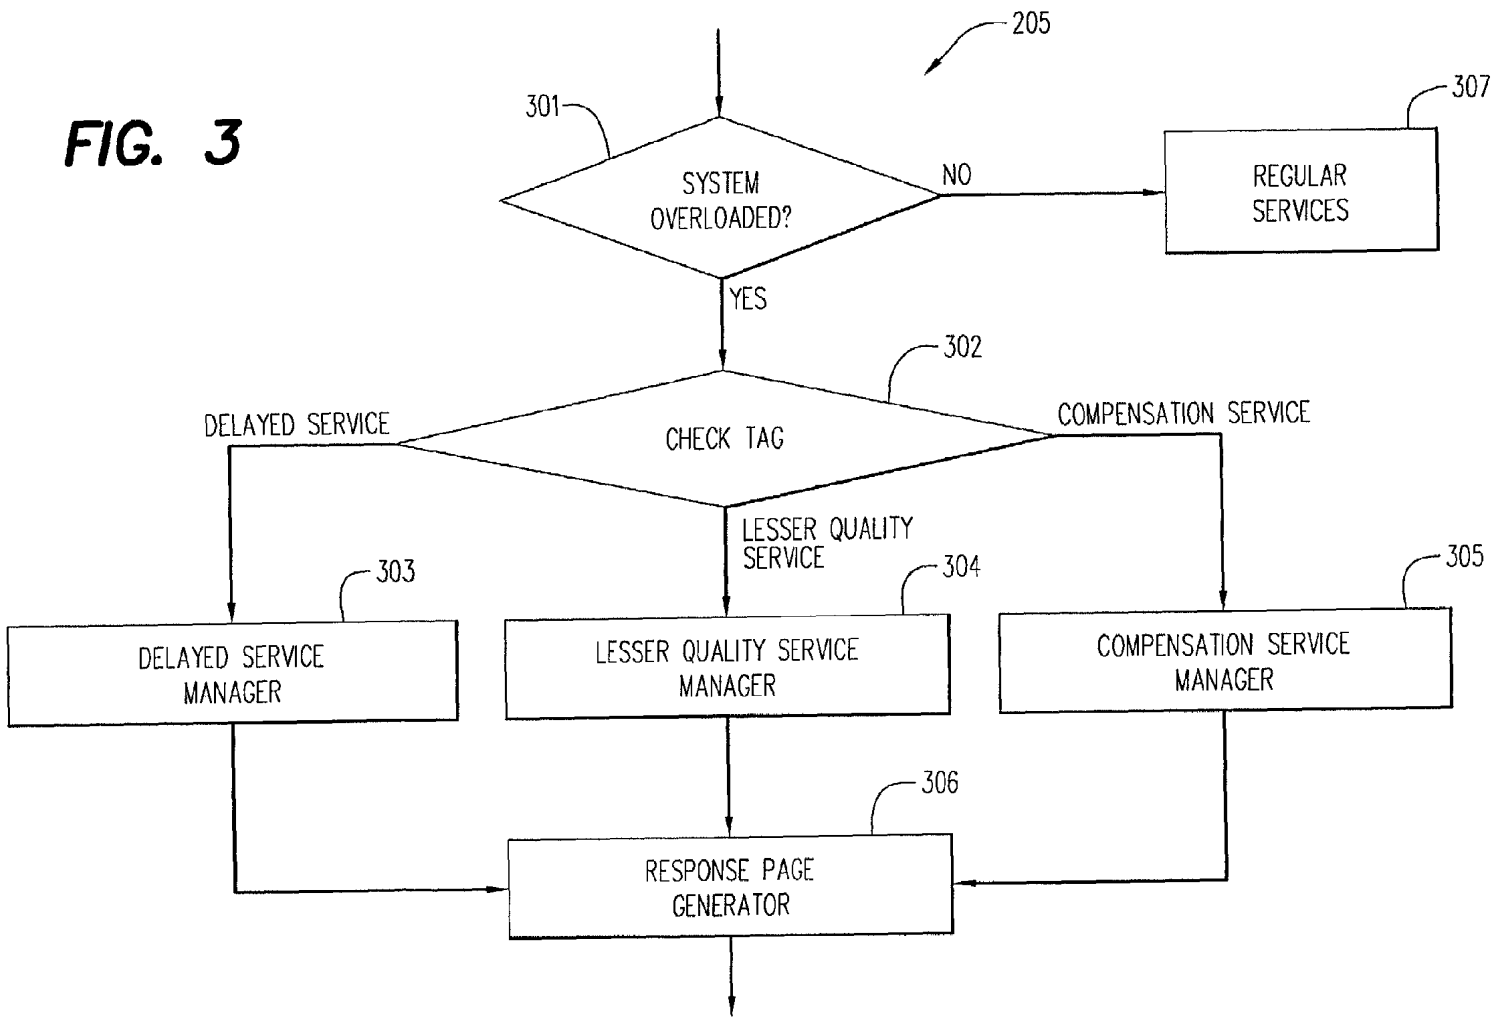 205
FIG. 3
301
307
SYSTEM
OVERLOADED?
NO
REGULAR
SERVICES
YES
302
DELAYED SERVICE
CHECK TAG
COMPENSATION SERVICE
LESSER QUALITY
SERVICE
303
304
305
DELAYED SERVICE
MANAGER
LESSER QUALITY SERVICE
MANAGER
COMPENSATION SERVICE
MANAGER
306
RESPONSE PAGE
GENERATOR